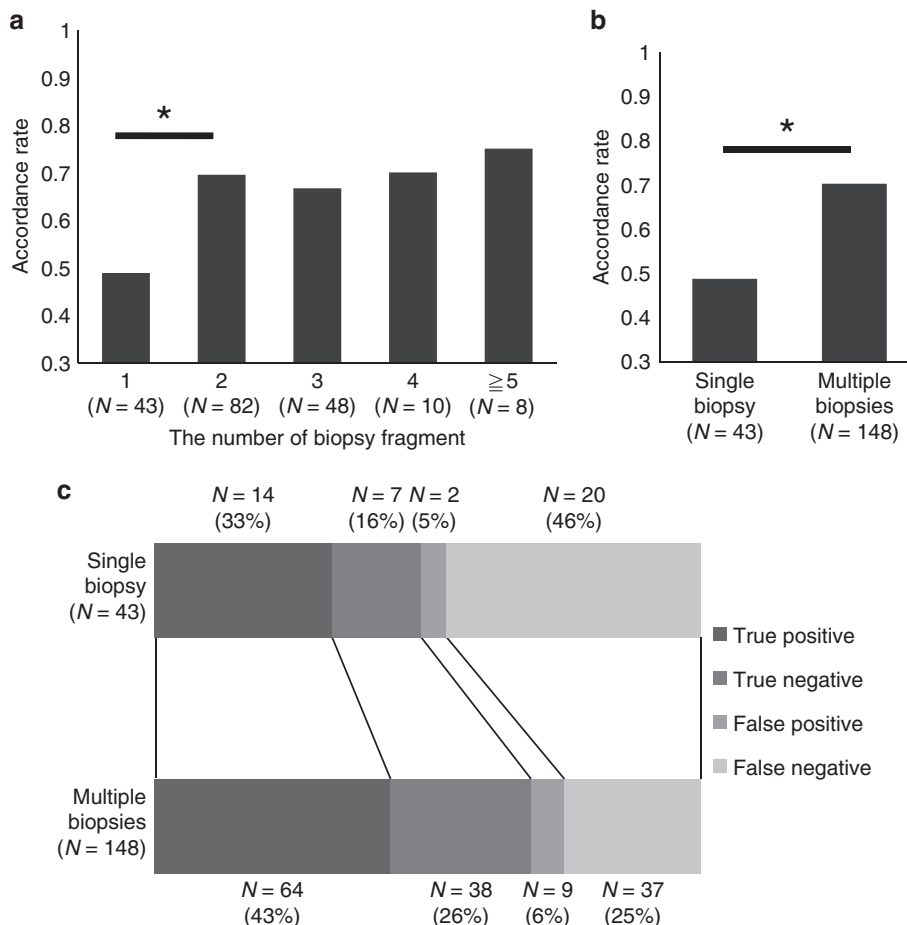 a
1
0.9
0.8
0.7
0.6
0.5
0.4
0.3
Accordance rate
*
1 2 3 4 ≧5
(N = 43) (N = 82) (N = 48) (N = 10) (N = 8)
The number of biopsy fragment
b
1
0.9
0.8
0.7
0.6
0.5
0.4
0.3
Accordance rate
*
Single Multiple
biopsy biopsies
(N = 43) (N = 148)
c
N = 14 N = 7 N = 2 N = 20
(33%) (16%) (5%) (46%)
Single
biopsy
(N = 43)
True positive
True negative
False positive
False negative
Multiple
biopsies
(N = 148)
N = 64 N = 38 N = 9 N = 37
(43%) (26%) (6%) (25%)